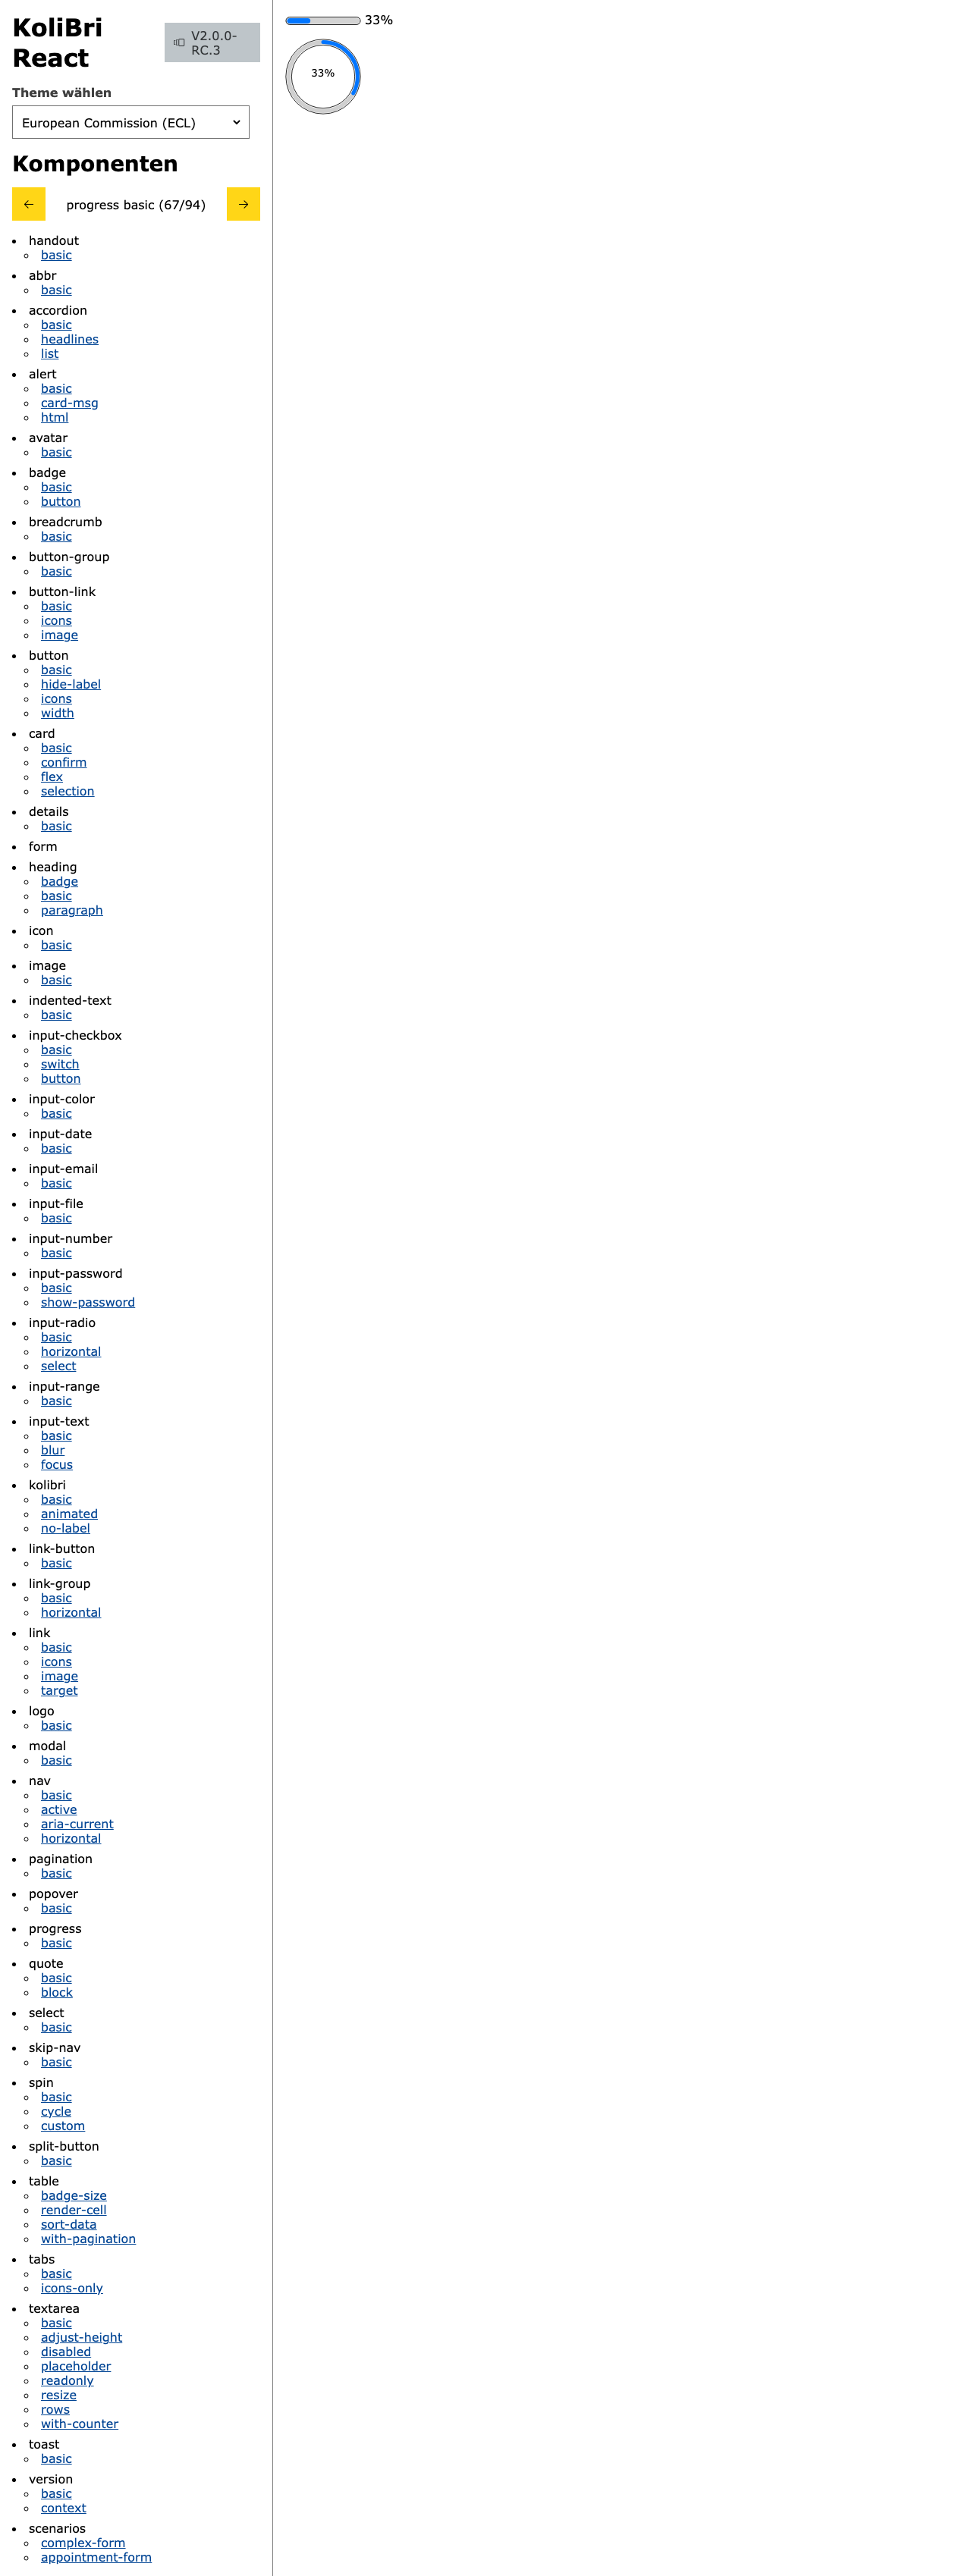 KoliBri
React
V2.0.0-
RC.3
Theme wählen
European Commission (ECL)
Komponenten
progress basic (67/94)
handout
basic
abbr
basic
accordion
basic
headlines
list
alert
basic
card-msg
html
avatar
basic
badge
basic
button
breadcrumb
basic
button-group
basic
button-link
basic
icons
image
button
basic
hide-label
icons
width
card
basic
confirm
flex
selection
details
basic
form
heading
badge
basic
paragraph
icon
basic
image
basic
indented-text
basic
input-checkbox
basic
switch
button
input-color
basic
input-date
basic
input-email
basic
input-file
basic
input-number
basic
input-password
basic
show-password
input-radio
basic
horizontal
select
input-range
basic
input-text
basic
blur
focus
kolibri
basic
animated
no-label
link-button
basic
link-group
basic
horizontal
link
basic
icons
image
target
logo
basic
modal
basic
nav
basic
active
aria-current
horizontal
pagination
basic
popover
basic
progress
basic
quote
basic
block
select
basic
skip-nav
basic
spin
basic
cycle
custom
split-button
basic
table
badge-size
render-cell
sort-data
with-pagination
tabs
basic
icons-only
textarea
basic
adjust-height
disabled
placeholder
readonly
resize
rows
with-counter
toast
basic
version
basic
context
scenarios
complex-form
appointment-form
33%
33%